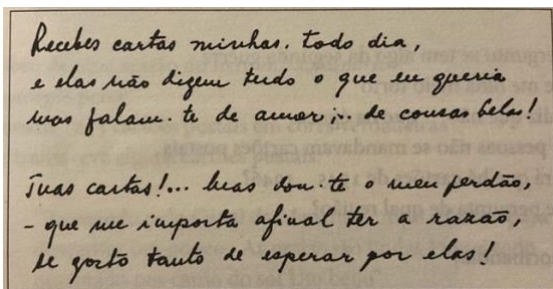 Recebes cartas minhas, todo dia,
e elas não dizem tudo o que eu queria
mas falam-te de amor ;.. de cousas belas!
Tuas cartas!... mas dou-te o meu perdão,
- que me importa afinal ter a razão,
se gosto tanto de esperar por elas!